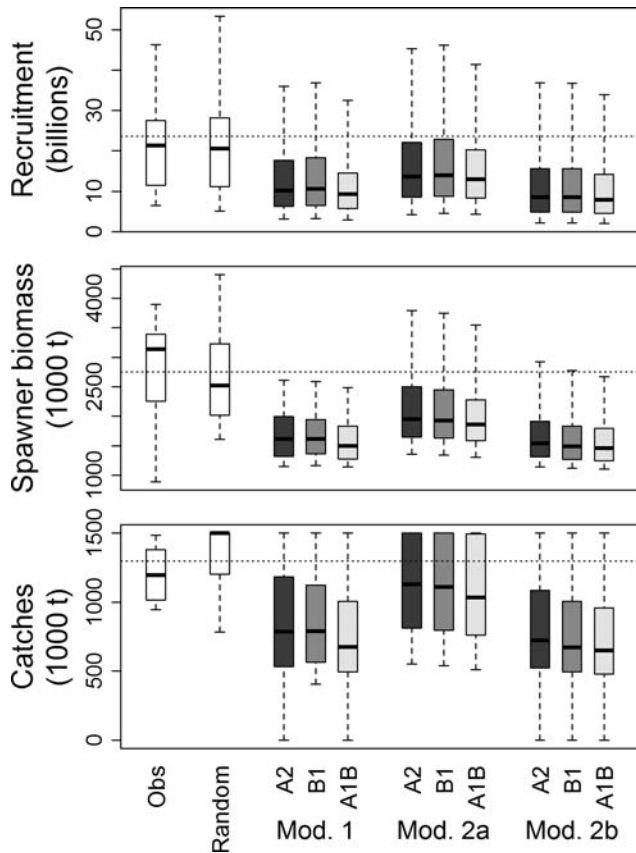 Recruitment
(billions)
50
30
10
0
Spawner biomass
(1000 t)
4000
2500
1000
Catches
(1000 t)
1500
1000
500
0
Obs
Random
A2
B1
A1B
A2
B1
A1B
A2
B1
A1B
Mod. 1
Mod. 2a
Mod. 2b